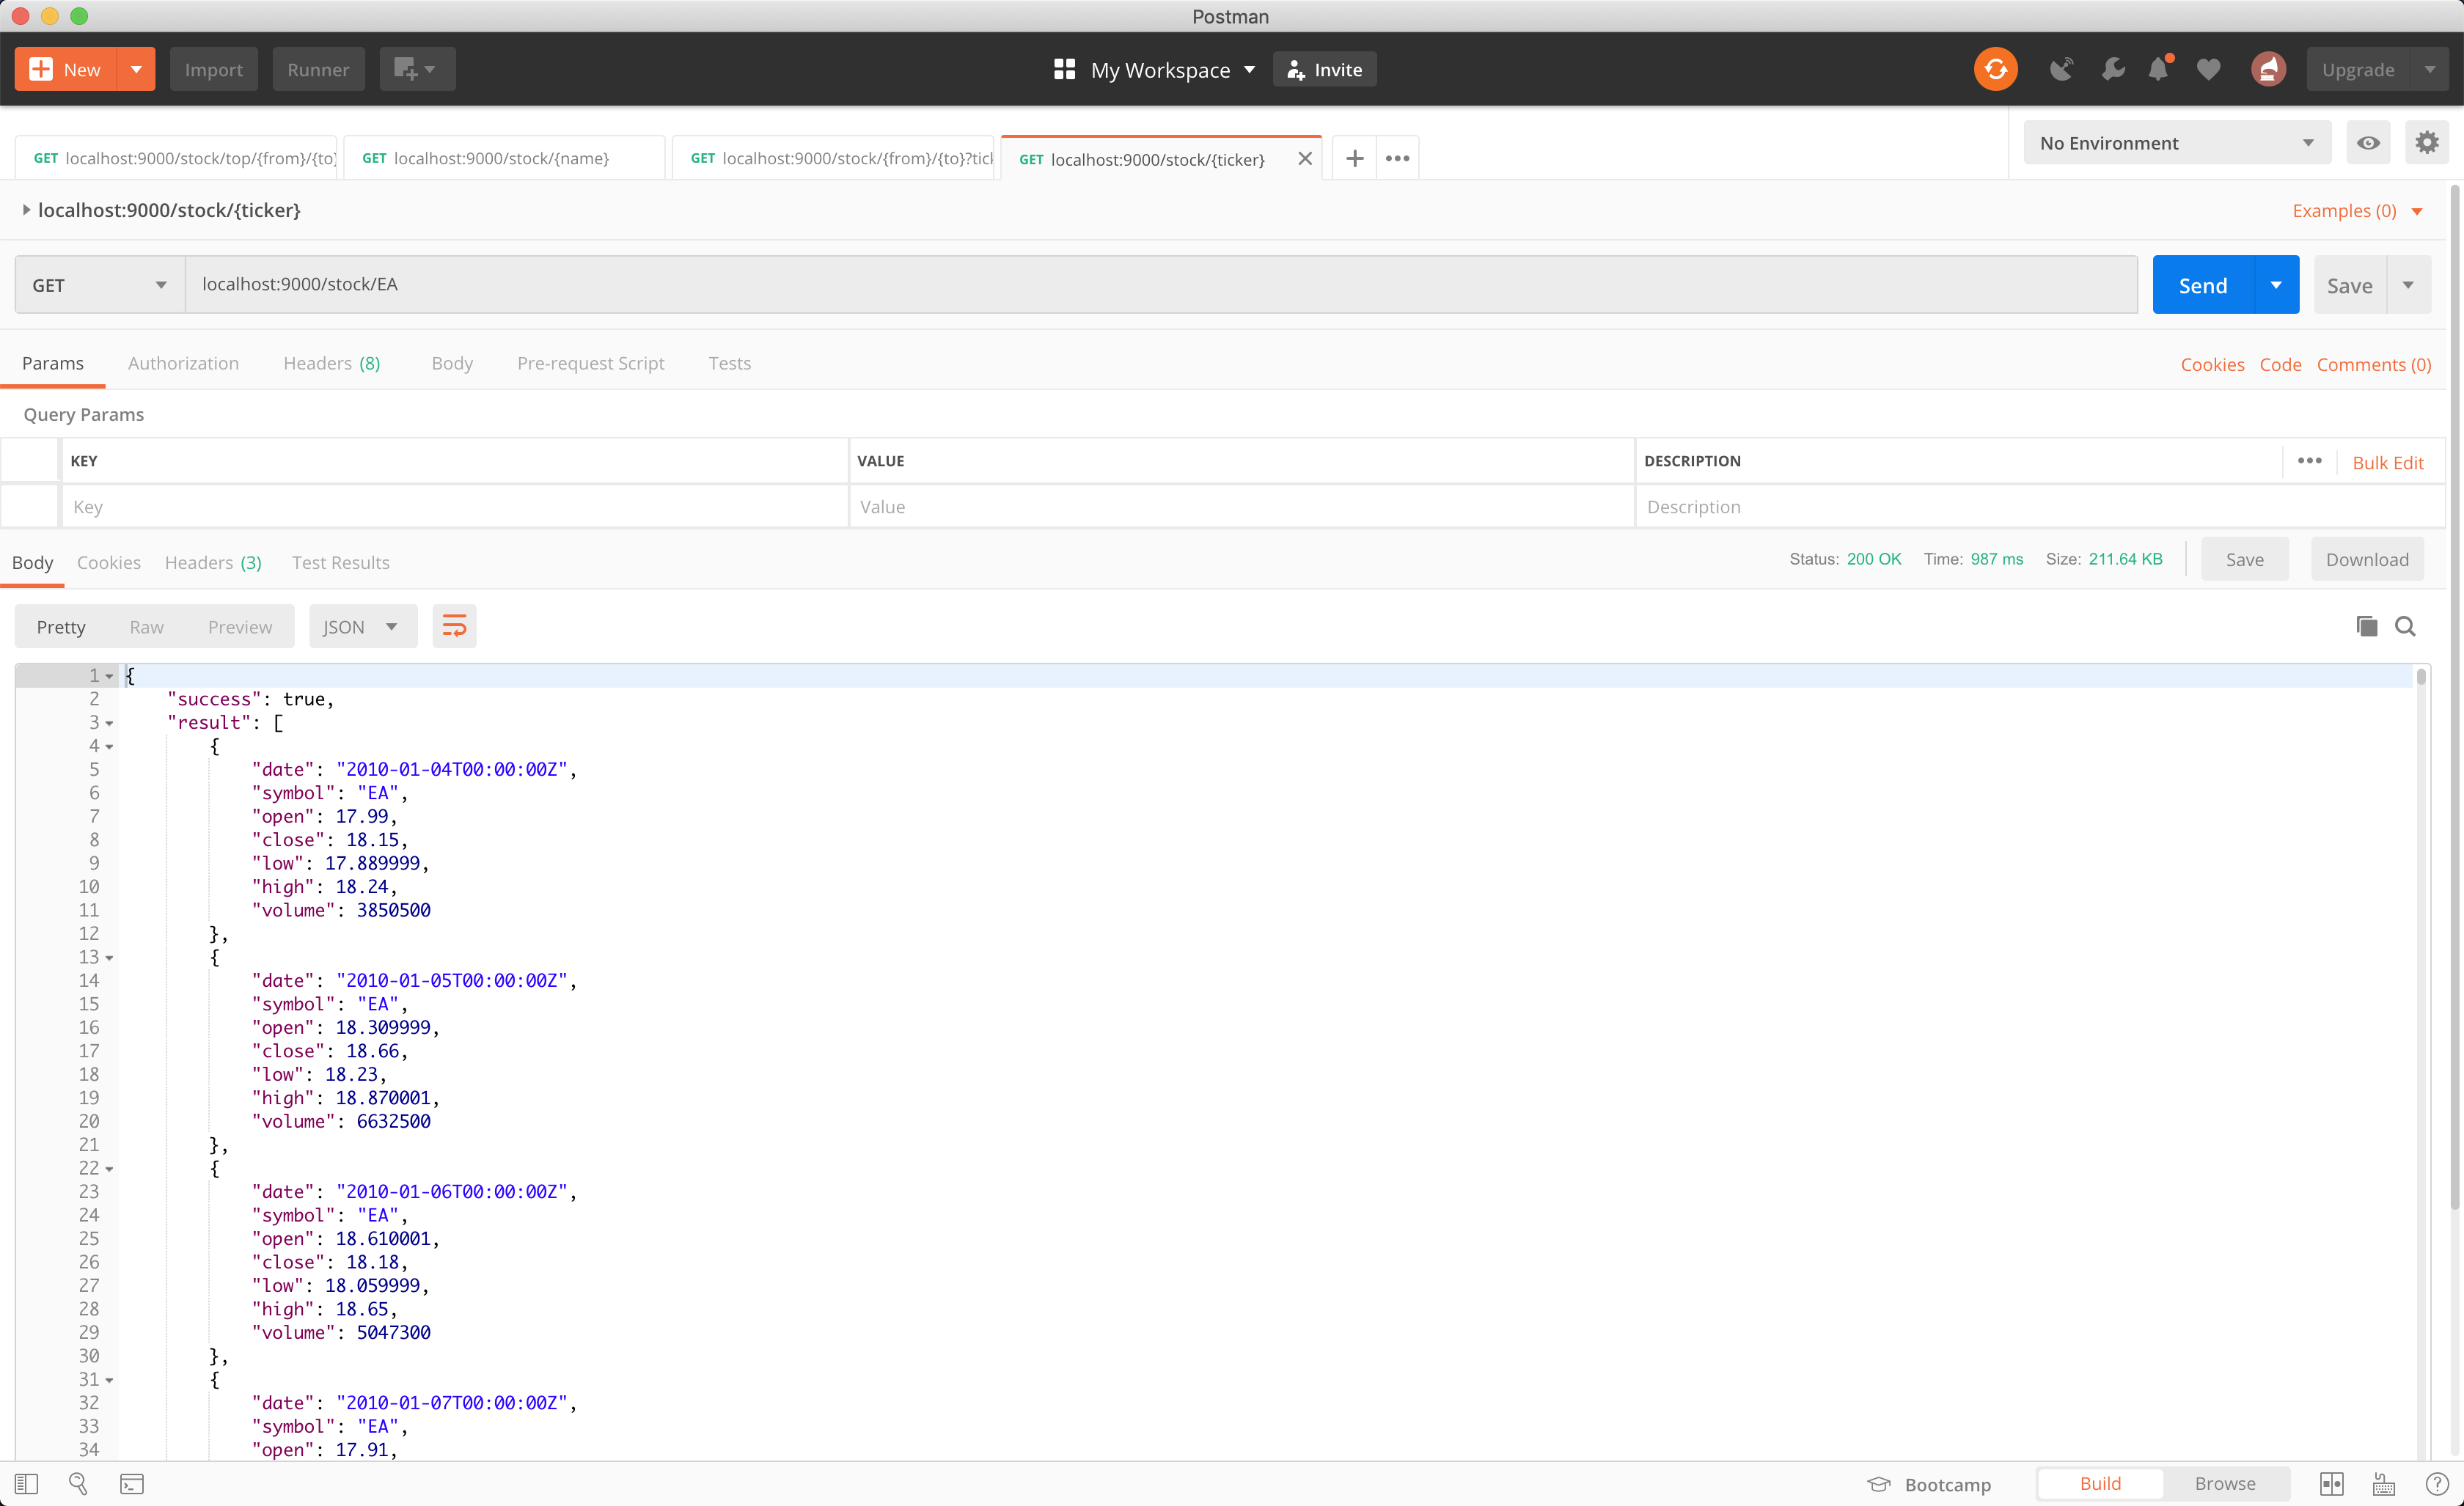 Postman
New
Import
Runner
My Workspace
Invite
Upgrade
GET localhost:9000/stock/top/{from}/{to}
GET localhost:9000/stock/{name}
GET localhost:9000/stock/{from}/{to}?tick
GET localhost:9000/stock/{ticker}
No Environment
localhost:9000/stock/{ticker}
Examples (0)
GET
localhost:9000/stock/EA
Send
Save
Params
Authorization
Headers (8)
Body
Pre-request Script
Tests
Cookies
Code
Comments (0)
Query Params
KEY
VALUE
DESCRIPTION
Bulk Edit
Key
Value
Description
Body
Cookies
Headers (3)
Test Results
Status: 200 OK
Time: 987 ms
Size: 211.64 KB
Save
Download
Pretty
Raw
Preview
JSON
1 {
2 "success": true,
3 "result": [
4 {
5 "date": "2010-01-04T00:00:00Z",
6 "symbol": "EA",
7 "open": 17.99,
8 "close": 18.15,
9 "low": 17.889999,
10 "high": 18.24,
11 "volume": 3850500
12 },
13 {
14 "date": "2010-01-05T00:00:00Z",
15 "symbol": "EA",
16 "open": 18.309999,
17 "close": 18.66,
18 "low": 18.23,
19 "high": 18.870001,
20 "volume": 6632500
21 },
22 {
23 "date": "2010-01-06T00:00:00Z",
24 "symbol": "EA",
25 "open": 18.610001,
26 "close": 18.18,
27 "low": 18.059999,
28 "high": 18.65,
29 "volume": 5047300
30 },
31 {
32 "date": "2010-01-07T00:00:00Z",
33 "symbol": "EA",
34 "open": 17.91,
Bootcamp
Build
Browse